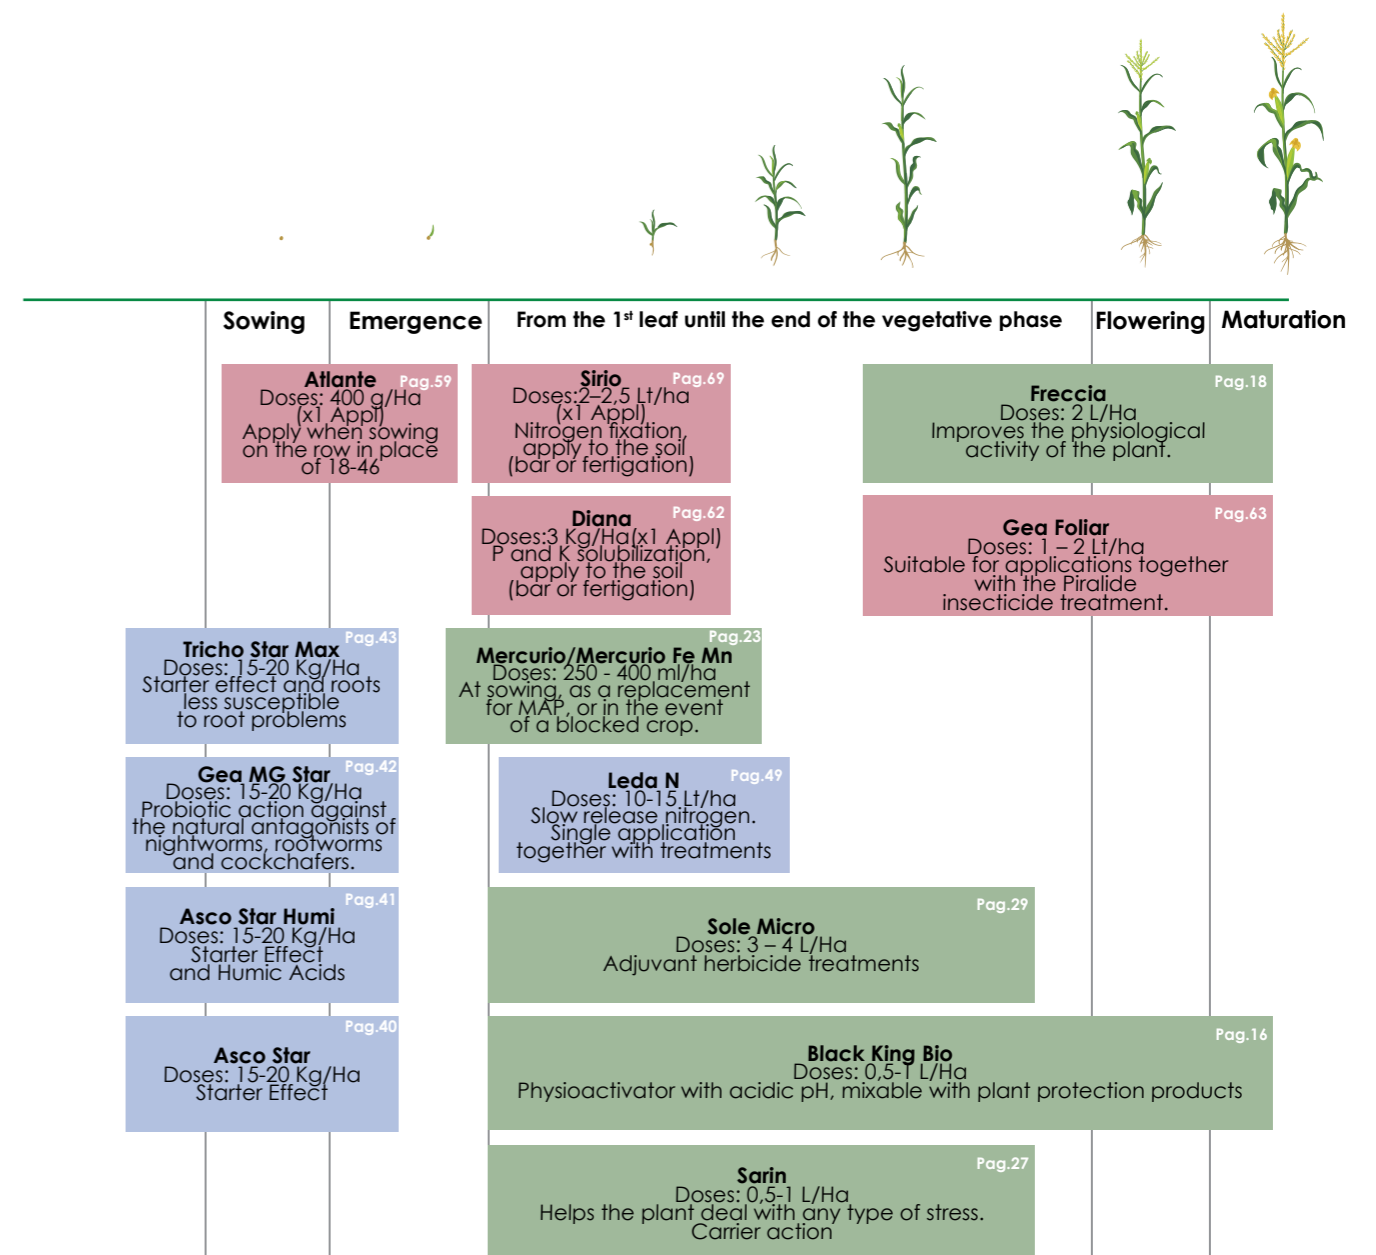 Sowing
Emergence
From the 1st leaf until the end of the vegetative phase
Flowering
Maturation
Atlante
Pag.59
Doses: 400 g/Ha
(x1 Appl)
Apply when sowing
on the row in place
of 18-46
Sirio
Pag.69
Doses:2–2,5 Lt/ha
(x1 Appl)
Nitrogen fixation,
apply to the soil
(bar or fertigation)
Freccia
Pag.18
Doses: 2 L/Ha
Improves the physiological
activity of the plant.
Diana
Pag.62
Doses:3 Kg/Ha(x1 Appl)
P and K solubilization,
apply to the soil
(bar or fertigation)
Gea Foliar
Pag.63
Doses: 1 – 2 Lt/ha
Suitable for applications together
with the Piralide
insecticide treatment.
Tricho Star Max
Pag.43
Doses: 15-20 Kg/Ha
Starter effect and roots
less susceptible
to root problems
Pag.23
Mercurio/Mercurio Fe Mn
Doses: 250 - 400 ml/ha
At sowing, as a replacement
for MAP, or in the event
of a blocked crop.
Gea MG Star
Pag.42
Doses: 15-20 Kg/Ha
Probiotic action against
the natural antagonists of
nightworms, rootworms
and cockchafers.
Leda N
Pag.49
Doses: 10-15 Lt/ha
Slow release nitrogen.
Single application
together with treatments
Pag.41
Asco Star Humi
Doses: 15-20 Kg/Ha
Starter Effect
and Humic Acids
Pag.29
Sole Micro
Doses: 3 – 4 L/Ha
Adjuvant herbicide treatments
Pag.40
Asco Star
Doses: 15-20 Kg/Ha
Starter Effect
Pag.16
Black King Bio
Doses: 0,5-1 L/Ha
Physioactivator with acidic pH, mixable with plant protection products
Pag.27
Sarin
Doses: 0,5-1 L/Ha
Helps the plant deal with any type of stress.
Carrier action